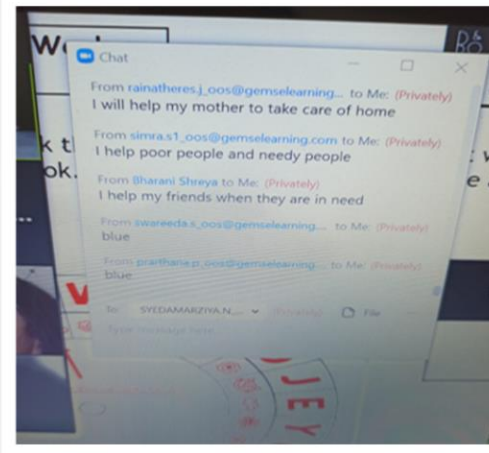 Chat
From rainatheres.j_oos@gemselearning... to Me: (Privately)
I will help my mother to take care of home
From simra.s1_oos@gemselearning.com to Me: (Privately)
I help poor people and needy people
From Bharani Shreya to Me: (Privately)
I help my friends when they are in need
From swareeda.s_oos@gemselearning... to Me: (Privately)
blue
From prarthana.p_oos@gemselearning... to Me: (Privately)
blue
To: SYEDAMARZIYA.N... (Privately) File
Type message here...
ok.
JEY